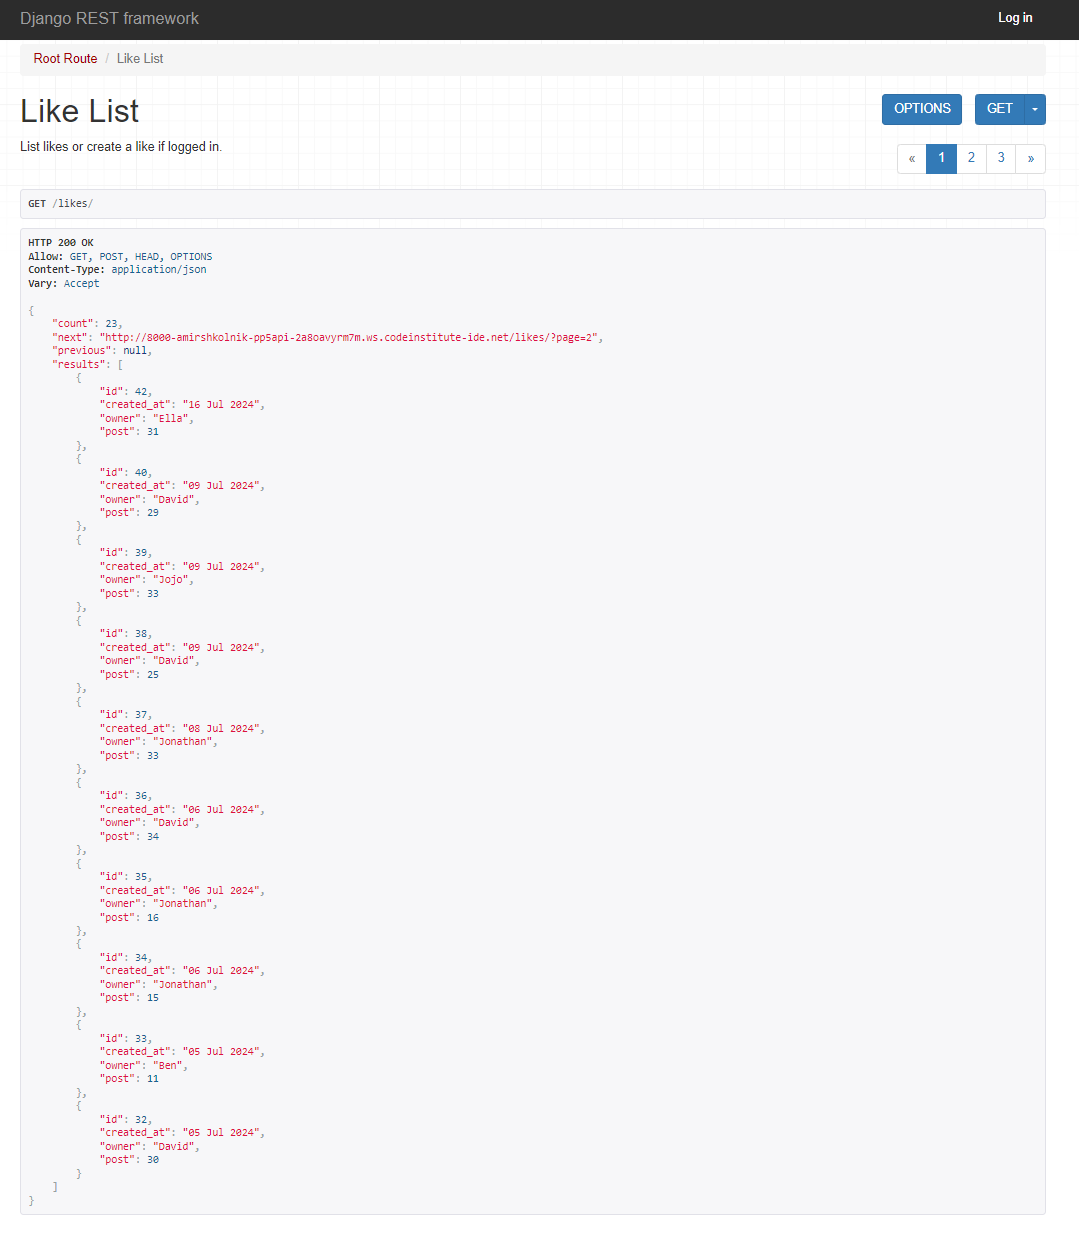 Django REST framework
Log in
Root Route / Like List
Like List
OPTIONS
GET
List likes or create a like if logged in.
« 1 2 3 »
GET /likes/
HTTP 200 OK
Allow: GET, POST, HEAD, OPTIONS
Content-Type: application/json
Vary: Accept
{
    "count": 23,
    "next": "http://8000-amirshkolnik-pp5api-2a8oavyrm7m.ws.codeinstitute-ide.net/likes/?page=2",
    "previous": null,
    "results": [
        {
            "id": 42,
            "created_at": "16 Jul 2024",
            "owner": "Ella",
            "post": 31
        },
        {
            "id": 40,
            "created_at": "09 Jul 2024",
            "owner": "David",
            "post": 29
        },
        {
            "id": 39,
            "created_at": "09 Jul 2024",
            "owner": "Jojo",
            "post": 33
        },
        {
            "id": 38,
            "created_at": "09 Jul 2024",
            "owner": "David",
            "post": 25
        },
        {
            "id": 37,
            "created_at": "08 Jul 2024",
            "owner": "Jonathan",
            "post": 33
        },
        {
            "id": 36,
            "created_at": "06 Jul 2024",
            "owner": "David",
            "post": 34
        },
        {
            "id": 35,
            "created_at": "06 Jul 2024",
            "owner": "Jonathan",
            "post": 16
        },
        {
            "id": 34,
            "created_at": "06 Jul 2024",
            "owner": "Jonathan",
            "post": 15
        },
        {
            "id": 33,
            "created_at": "05 Jul 2024",
            "owner": "Ben",
            "post": 11
        },
        {
            "id": 32,
            "created_at": "05 Jul 2024",
            "owner": "David",
            "post": 30
        }
    ]
}